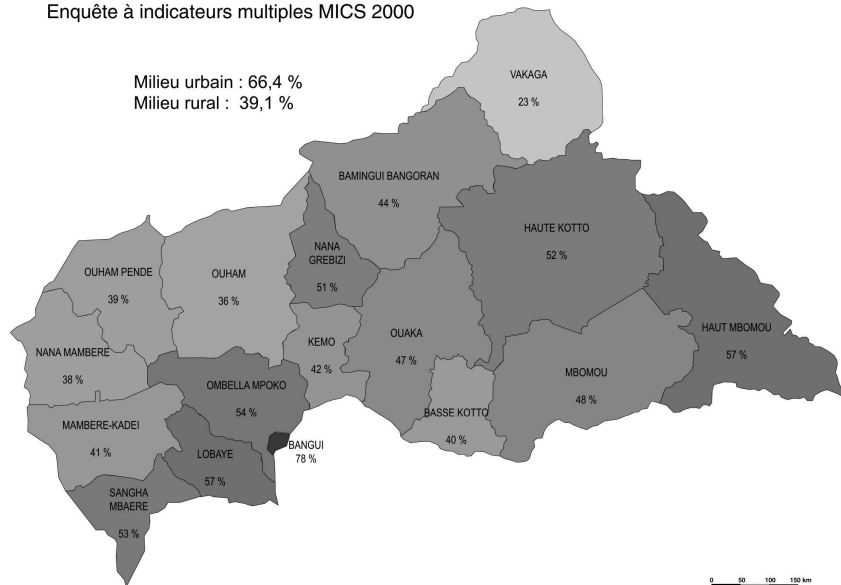 Enquête à indicateurs multiples MICS 2000
Milieu urbain : 66,4 %
Milieu rural : 39,1 %
VAKAGA
23 %
BAMINGUI BANGORAN
44 %
HAUTE KOTTO
52 %
NANA
GREBIZI
51 %
OUHAM PENDE
39 %
OUHAM
36 %
HAUT MBOMOU
57 %
KEMO
42 %
OUAKA
47 %
NANA MAMBERE
38 %
MBOMOU
48 %
OMBELLA MPOKO
54 %
BASSE KOTTO
40 %
MAMBERE-KADEI
41 %
BANGUI
78 %
LOBAYE
57 %
SANGHA
MBAERE
53 %
0 50 100 150 km